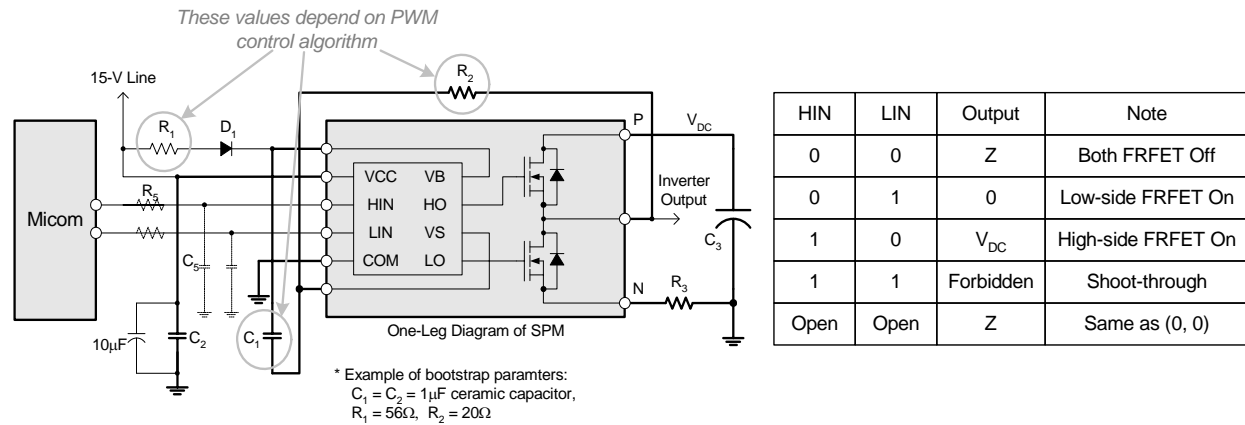 These values depend on PWM
control algorithm
R2
15-V Line
R1
D1
P
VDC
VCC VB
HIN HO
LIN VS
COM LO
Micom
R5
C5
Inverter
Output
C3
N
R3
10μF
C2
C1
One-Leg Diagram of SPM
* Example of bootstrap paramters:
C1 = C2 = 1μF ceramic capacitor,
R1 = 56Ω, R2 = 20Ω
HIN LIN Output Note
0 0 Z Both FRFET Off
0 1 0 Low-side FRFET On
1 0 VDC High-side FRFET On
1 1 Forbidden Shoot-through
Open Open Z Same as (0, 0)